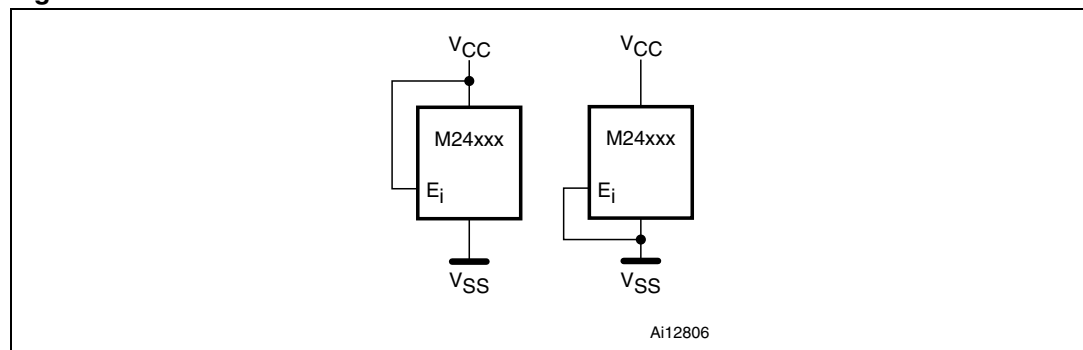 VCC VCC
M24xxx M24xxx
Ei Ei
VSS VSS
Ai12806